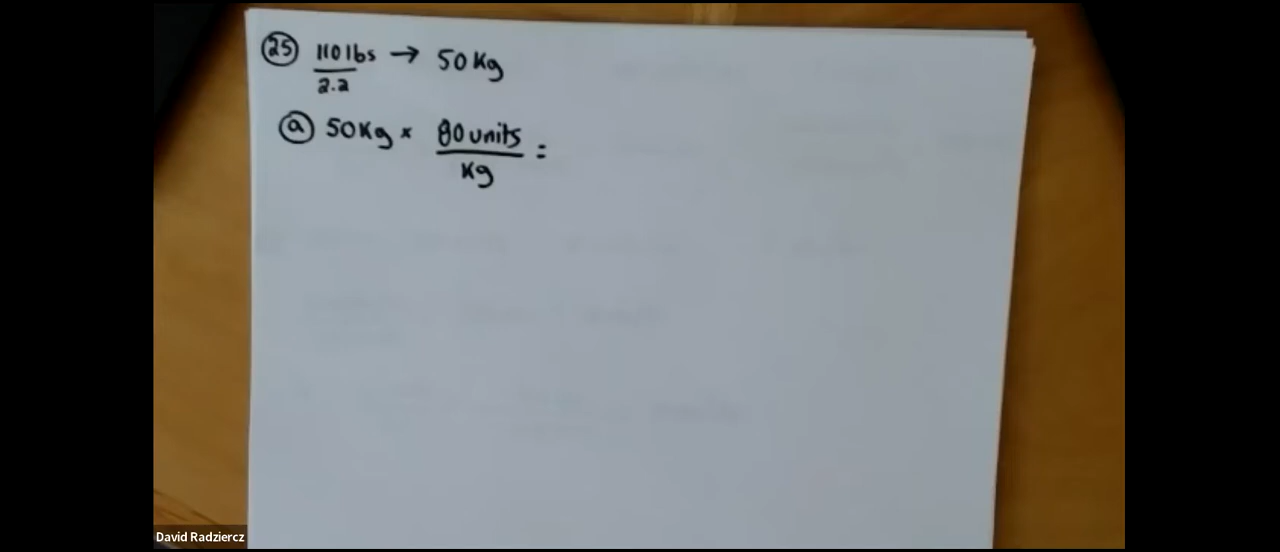 (25) 110 lbs → 50 Kg
2.2
(a) 50 Kg × 80 units =
Kg
David Radziercz